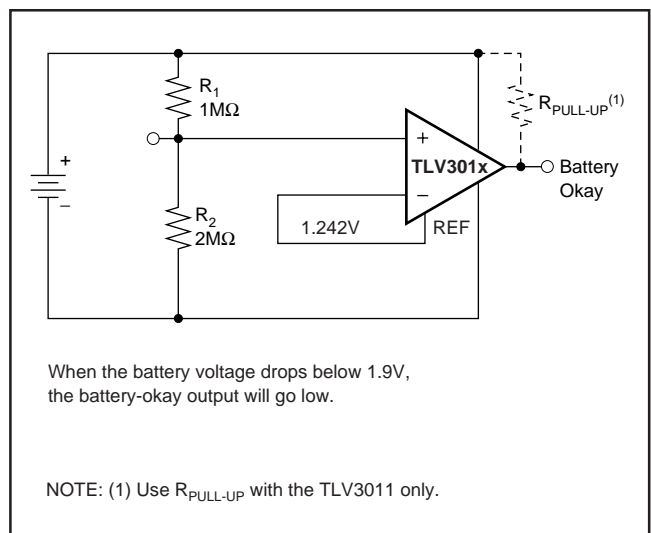 R1
1MΩ
RPULL-UP(1)
+
+
TLV301x
Battery
Okay
–
–
R2
2MΩ
1.242V
REF
When the battery voltage drops below 1.9V,
the battery-okay output will go low.
NOTE: (1) Use RPULL-UP with the TLV3011 only.